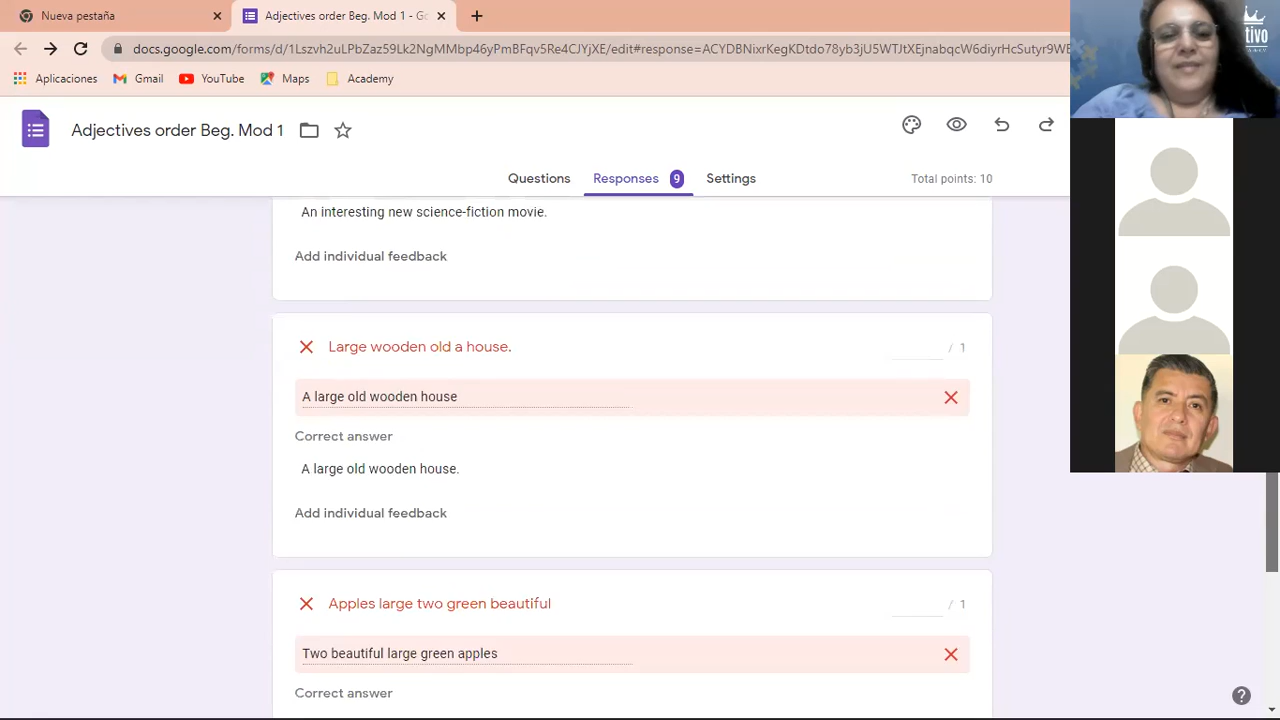 Nueva pestaña
Adjectives order Beg. Mod 1 - Go
docs.google.com/forms/d/1Lszvh2uLPbZaz59Lk2NgMMbp46yPmBFqv5Re4CJYjXE/edit#response=ACYDBNixrKegKDtdo78yb3jU5WTJtXEjnabqcW6diyrHcSutyr9WE
Aplicaciones
Gmail
YouTube
Maps
Academy
tivo
Adjectives order Beg. Mod 1
Questions
Responses 9
Settings
Total points: 10
An interesting new science-fiction movie.
Add individual feedback
Large wooden old a house.
/ 1
A large old wooden house
Correct answer
A large old wooden house.
Add individual feedback
Apples large two green beautiful
/ 1
Two beautiful large green apples
Correct answer